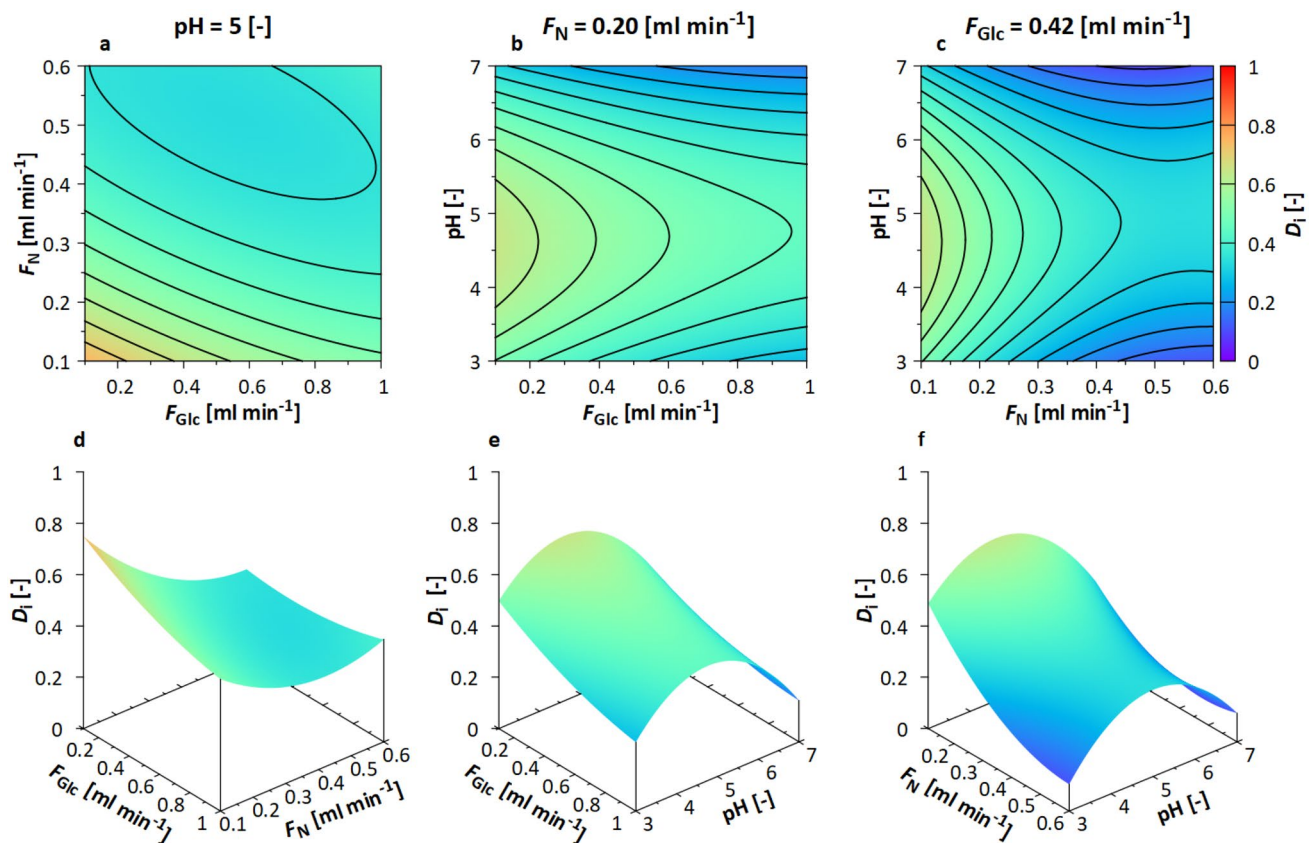 a pH = 5 [-]
b F_N = 0.20 [ml min⁻¹]
c F_Glc = 0.42 [ml min⁻¹]
0.6
0.5
0.4
0.3
0.2
0.1
F_N [ml min⁻¹]
0.2 0.4 0.6 0.8 1
F_Glc [ml min⁻¹]
7
6
5
4
3
pH [-]
0.2 0.4 0.6 0.8 1
F_Glc [ml min⁻¹]
7
6
5
4
3
pH [-]
0.1 0.2 0.3 0.4 0.5 0.6
F_N [ml min⁻¹]
1
0.8
0.6
0.4
0.2
0
D_i [-]
d
1
0.8
0.6
0.4
0.2
0
D_i [-]
0.2 0.4 0.6 0.8 1
F_Glc [ml min⁻¹]
0.1 0.2 0.3 0.4 0.5 0.6
F_N [ml min⁻¹]
e
1
0.8
0.6
0.4
0.2
0
D_i [-]
0.2 0.4 0.6 0.8 1
F_Glc [ml min⁻¹]
3 4 5 6 7
pH [-]
f
1
0.8
0.6
0.4
0.2
0
D_i [-]
0.2 0.3 0.4 0.5 0.6
F_N [ml min⁻¹]
3 4 5 6 7
pH [-]